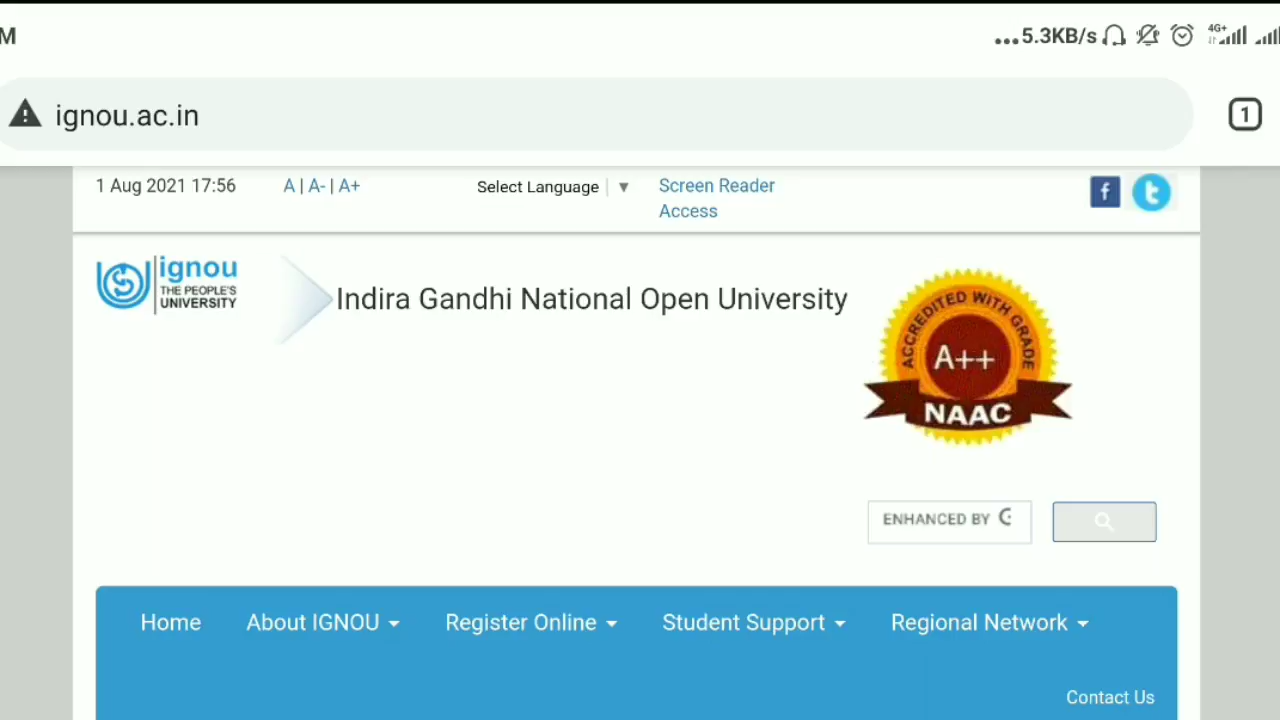 M
...5.3KB/s 4G+
ignou.ac.in 1
1 Aug 2021 17:56 A | A- | A+ Select Language ▼ Screen Reader Access
ignou
THE PEOPLE'S
UNIVERSITY
Indira Gandhi National Open University
ACCREDITED WITH GRADE
A++
NAAC
ENHANCED BY G
Home About IGNOU Register Online Student Support Regional Network
Contact Us